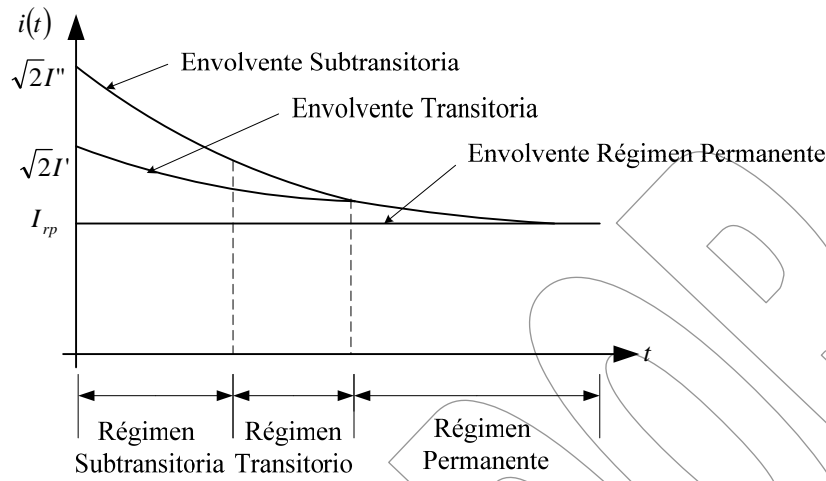 i(t)
√2I"
Envolvente Subtransitoria
Envolvente Transitoria
√2I'
Envolvente Régimen Permanente
I_rp
t
Régimen
Subtransitoria
Régimen
Transitorio
Régimen
Permanente